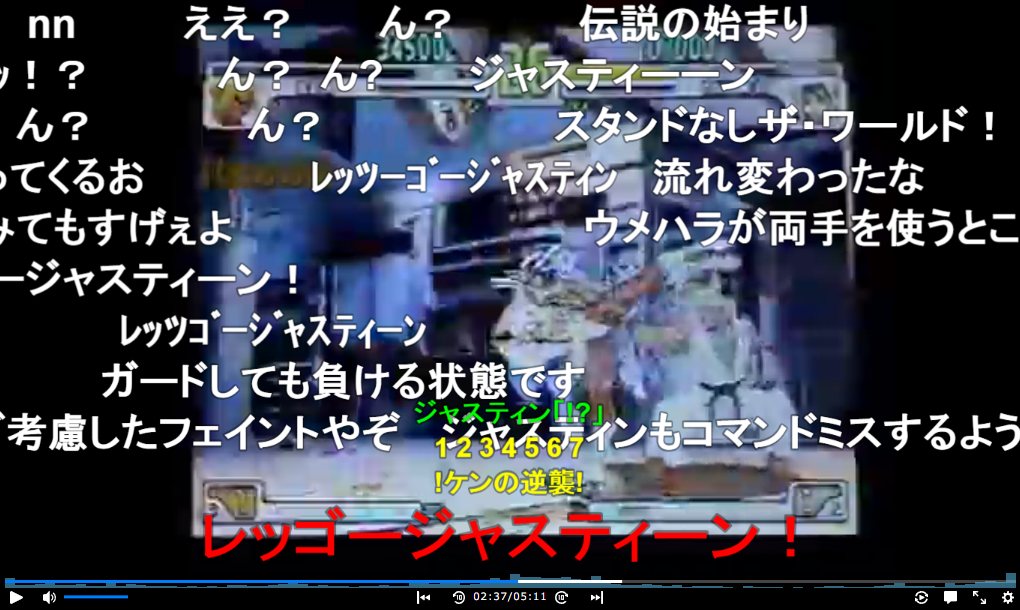 nn ええ？ ん？ 伝説の始まり
ッ！？ ん？ ん? ジャスティーーン
ん？ ん？ スタンドなしザ・ワールド！
ってくるお ﾚｯﾂｰｺﾞｰｼﾞｬｽﾃｨﾝ 流れ変わったな
みてもすげぇよ ウメハラが両手を使うとこ
ージャスティーン！
ﾚｯﾂｺﾞｰｼﾞｬｽﾃｨｰﾝ
ガードしても負ける状態です
ジャスティン「!?」
考慮したフェイントやぞ ジャスティンもコマンドミスするよう
1 2 3 4 5 6 7
!ケンの逆襲!
レッゴージャスティーン！
02:37/05:11